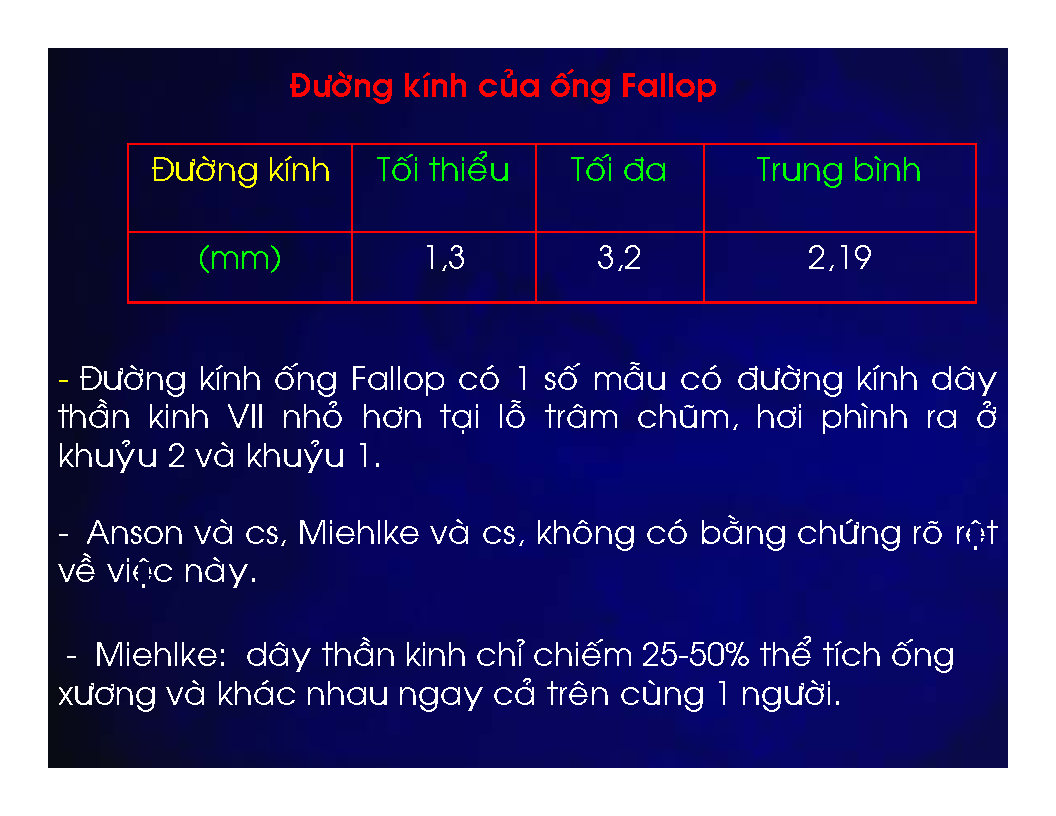 Đường kính của ống Fallop
Đường kính Tối thiểu Tối đa Trung bình
(mm) 1,3 3,2 2,19
- Đường kính ống Fallop có 1 số mẫu có đường kính dây
thần kinh VII nhỏ hơn tại lỗ trâm chũm, hơi phình ra ở
khuỷu 2 và khuỷu 1.
- Anson và cs, Miehlke và cs, không có bằng chứng rõ rệt
về việc này.
- Miehlke: dây thần kinh chỉ chiếm 25-50% thể tích ống
xương và khác nhau ngay cả trên cùng 1 người.